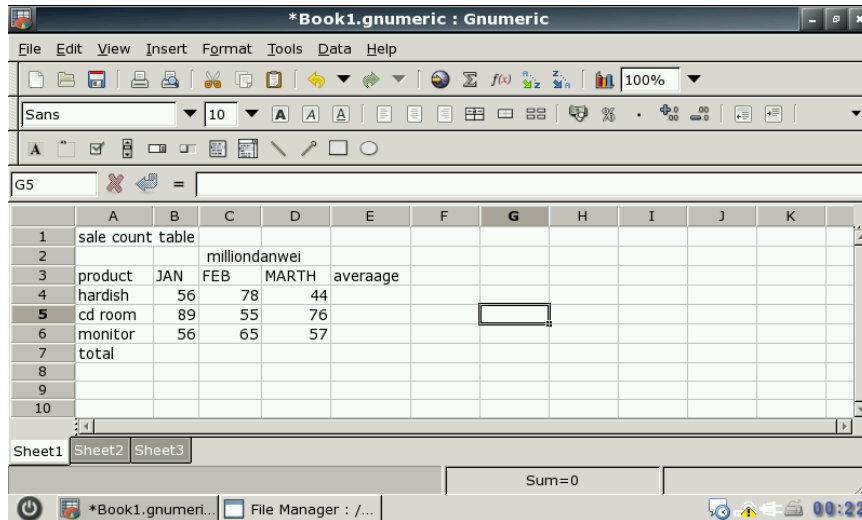 *Book1.gnumeric : Gnumeric
File Edit View Insert Format Tools Data Help
100%
Sans 10
G5 =
A B C D E F G H I J K
1 sale count table
2 milliondanwei
3 product JAN FEB MARTH averaage
4 hardish 56 78 44
5 cd room 89 55 76
6 monitor 56 65 57
7 total
8
9
10
Sheet1 Sheet2 Sheet3
Sum=0
*Book1.gnumeri... File Manager : /... 00:22